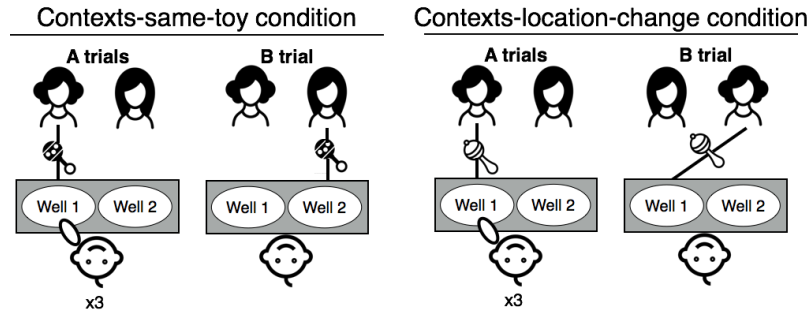 Contexts-same-toy condition
A trials
B trial
Well 1
Well 2
Well 1
Well 2
x3
Contexts-location-change condition
A trials
B trial
Well 1
Well 2
Well 1
Well 2
x3